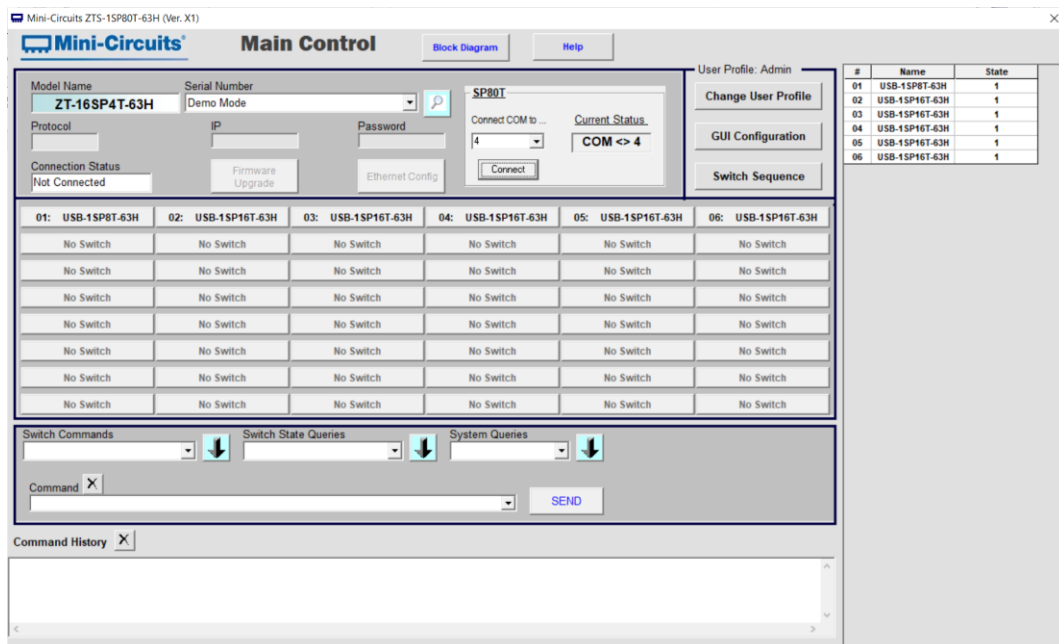 Mini-Circuits ZTS-1SP80T-63H (Ver. X1)
Mini-Circuits® Main Control Block Diagram Help
User Profile: Admin
Model Name Serial Number
ZT-16SP4T-63H Demo Mode
Protocol IP Password
Connection Status
Not Connected
Firmware Upgrade
Ethernet Config
SP80T
Connect COM to ... Current Status
4 COM <> 4
Connect
Change User Profile
GUI Configuration
Switch Sequence
# Name State
01 USB-1SP8T-63H 1
02 USB-1SP16T-63H 1
03 USB-1SP16T-63H 1
04 USB-1SP16T-63H 1
05 USB-1SP16T-63H 1
06 USB-1SP16T-63H 1
01: USB-1SP8T-63H 02: USB-1SP16T-63H 03: USB-1SP16T-63H 04: USB-1SP16T-63H 05: USB-1SP16T-63H 06: USB-1SP16T-63H
No Switch No Switch No Switch No Switch No Switch No Switch
No Switch No Switch No Switch No Switch No Switch No Switch
No Switch No Switch No Switch No Switch No Switch No Switch
No Switch No Switch No Switch No Switch No Switch No Switch
No Switch No Switch No Switch No Switch No Switch No Switch
No Switch No Switch No Switch No Switch No Switch No Switch
No Switch No Switch No Switch No Switch No Switch No Switch
Switch Commands Switch State Queries System Queries
Command X
SEND
Command History X